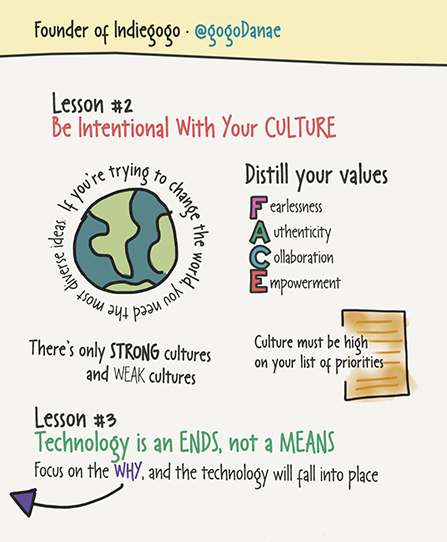 Founder of Indiegogo · @gogoDanae
Lesson #2
Be Intentional With Your CULTURE
If you're trying to change the world, you need the most diverse ideas.
Distill your values
Fearlessness
Authenticity
Collaboration
Empowerment
There's only STRONG cultures
and WEAK cultures
Culture must be high
on your list of priorities
Lesson #3
Technology is an ENDS, not a MEANS
Focus on the WHY, and the technology will fall into place